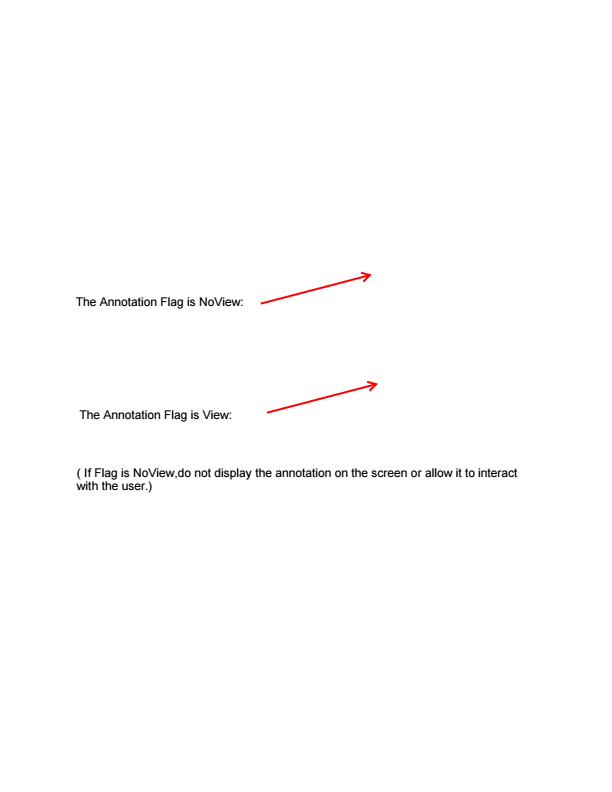 The Annotation Flag is NoView:
The Annotation Flag is View:
( If Flag is NoView,do not display the annotation on the screen or allow it to interact
with the user.)